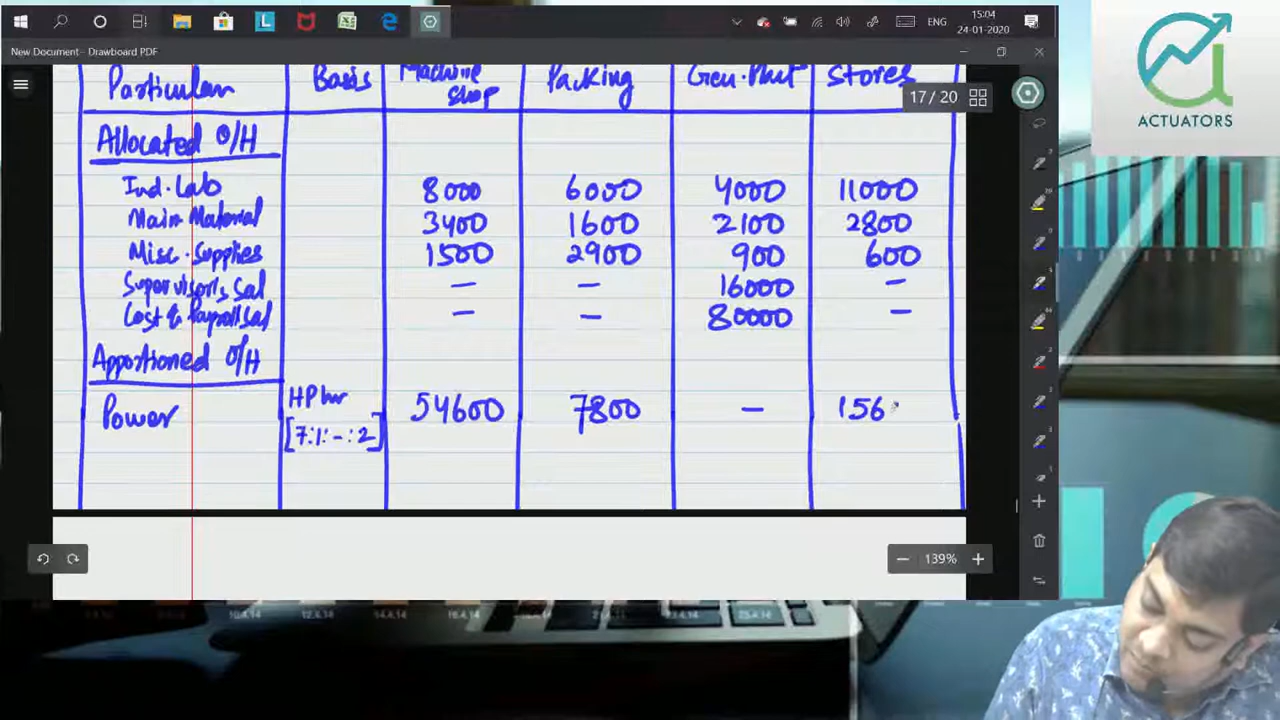 15:04
ENG
24-01-2020
New Document - Drawboard PDF
17 / 20
ACTUATORS
Particulars Basis Machine shop Packing Gen. Plant Stores
Allocated O/H
Ind. Lab 8000 6000 4000 11000
Main. Material 3400 1600 2100 2800
Misc. Supplies 1500 2900 900 600
Supervisor's Sal – – 16000 –
Cost & Payroll Sal – – 80000 –
Apportioned O/H
Power HP hr 54600 7800 – 156
[7:1:-:2]
139%